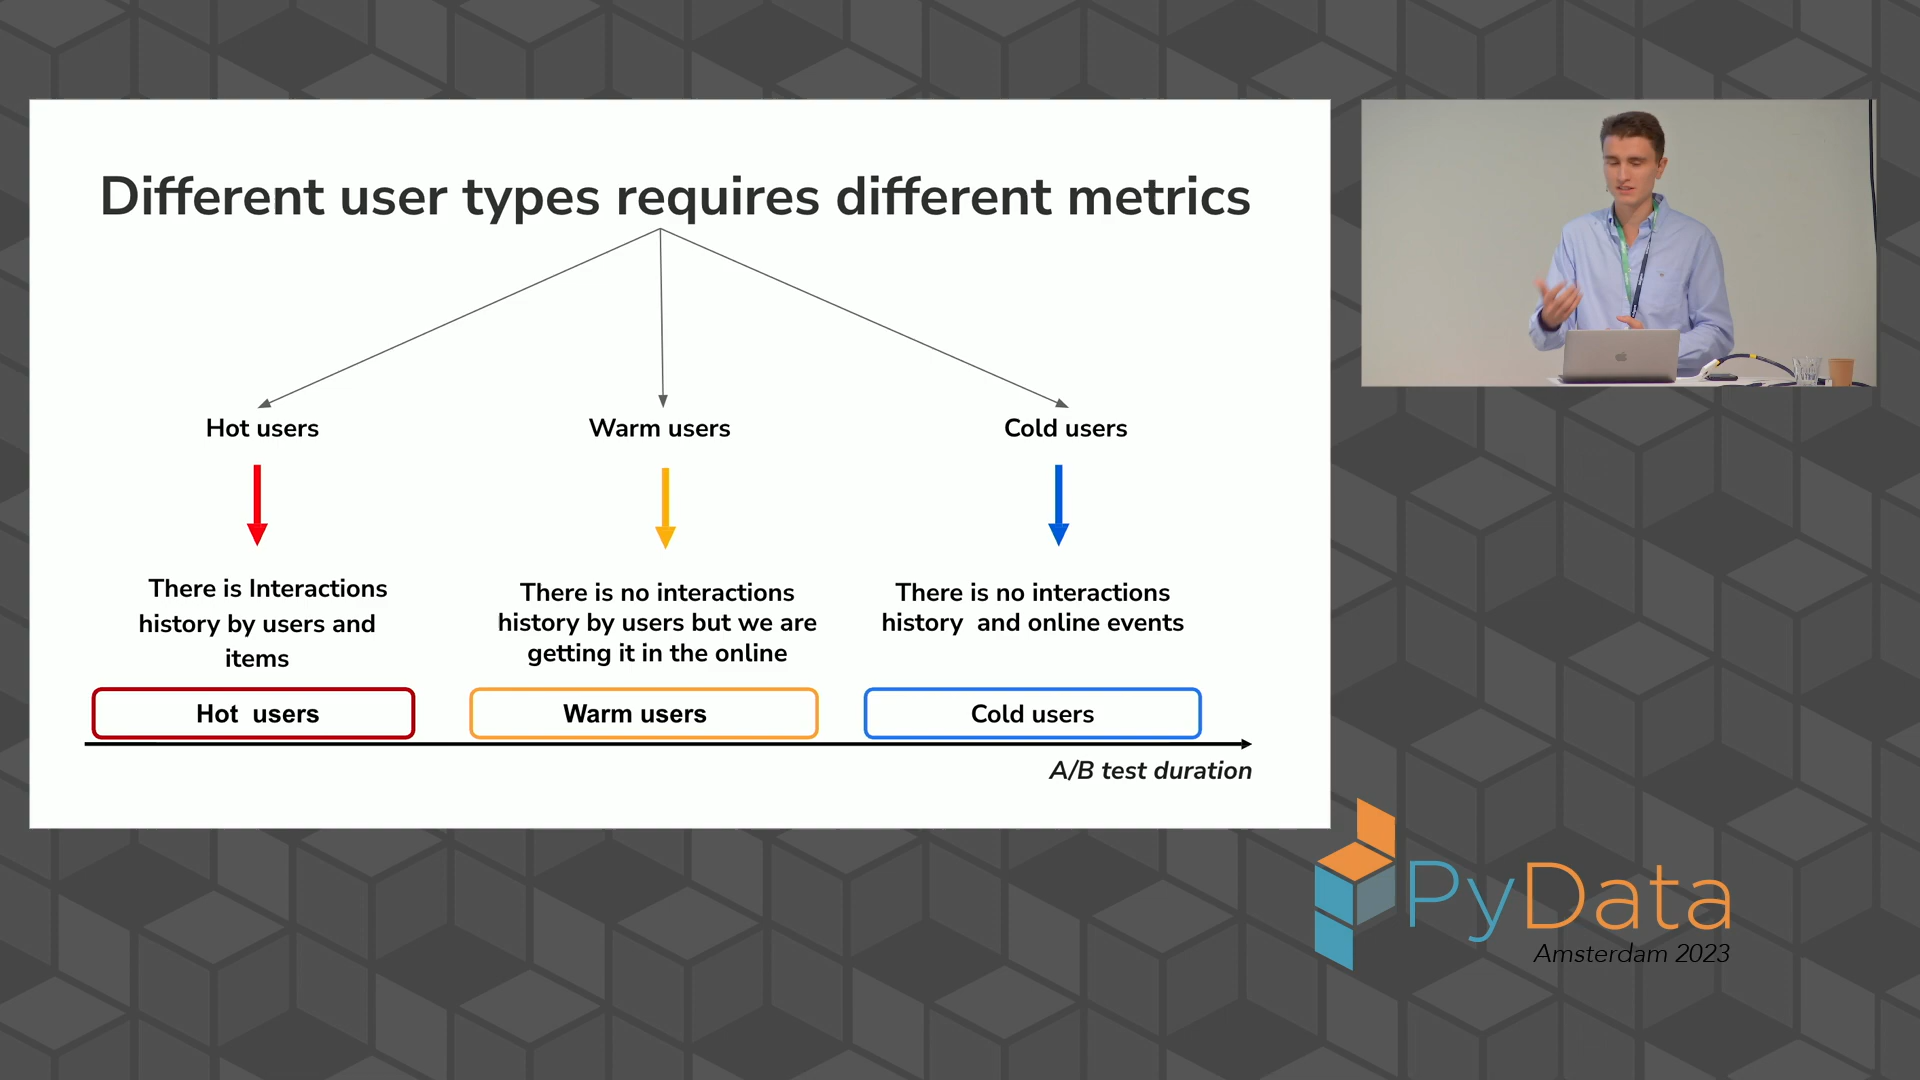 Different user types requires different metrics
Hot users
Warm users
Cold users
There is Interactions
history by users and
items
There is no interactions
history by users but we are
getting it in the online
There is no interactions
history and online events
Hot users
Warm users
Cold users
A/B test duration
PyData
Amsterdam 2023